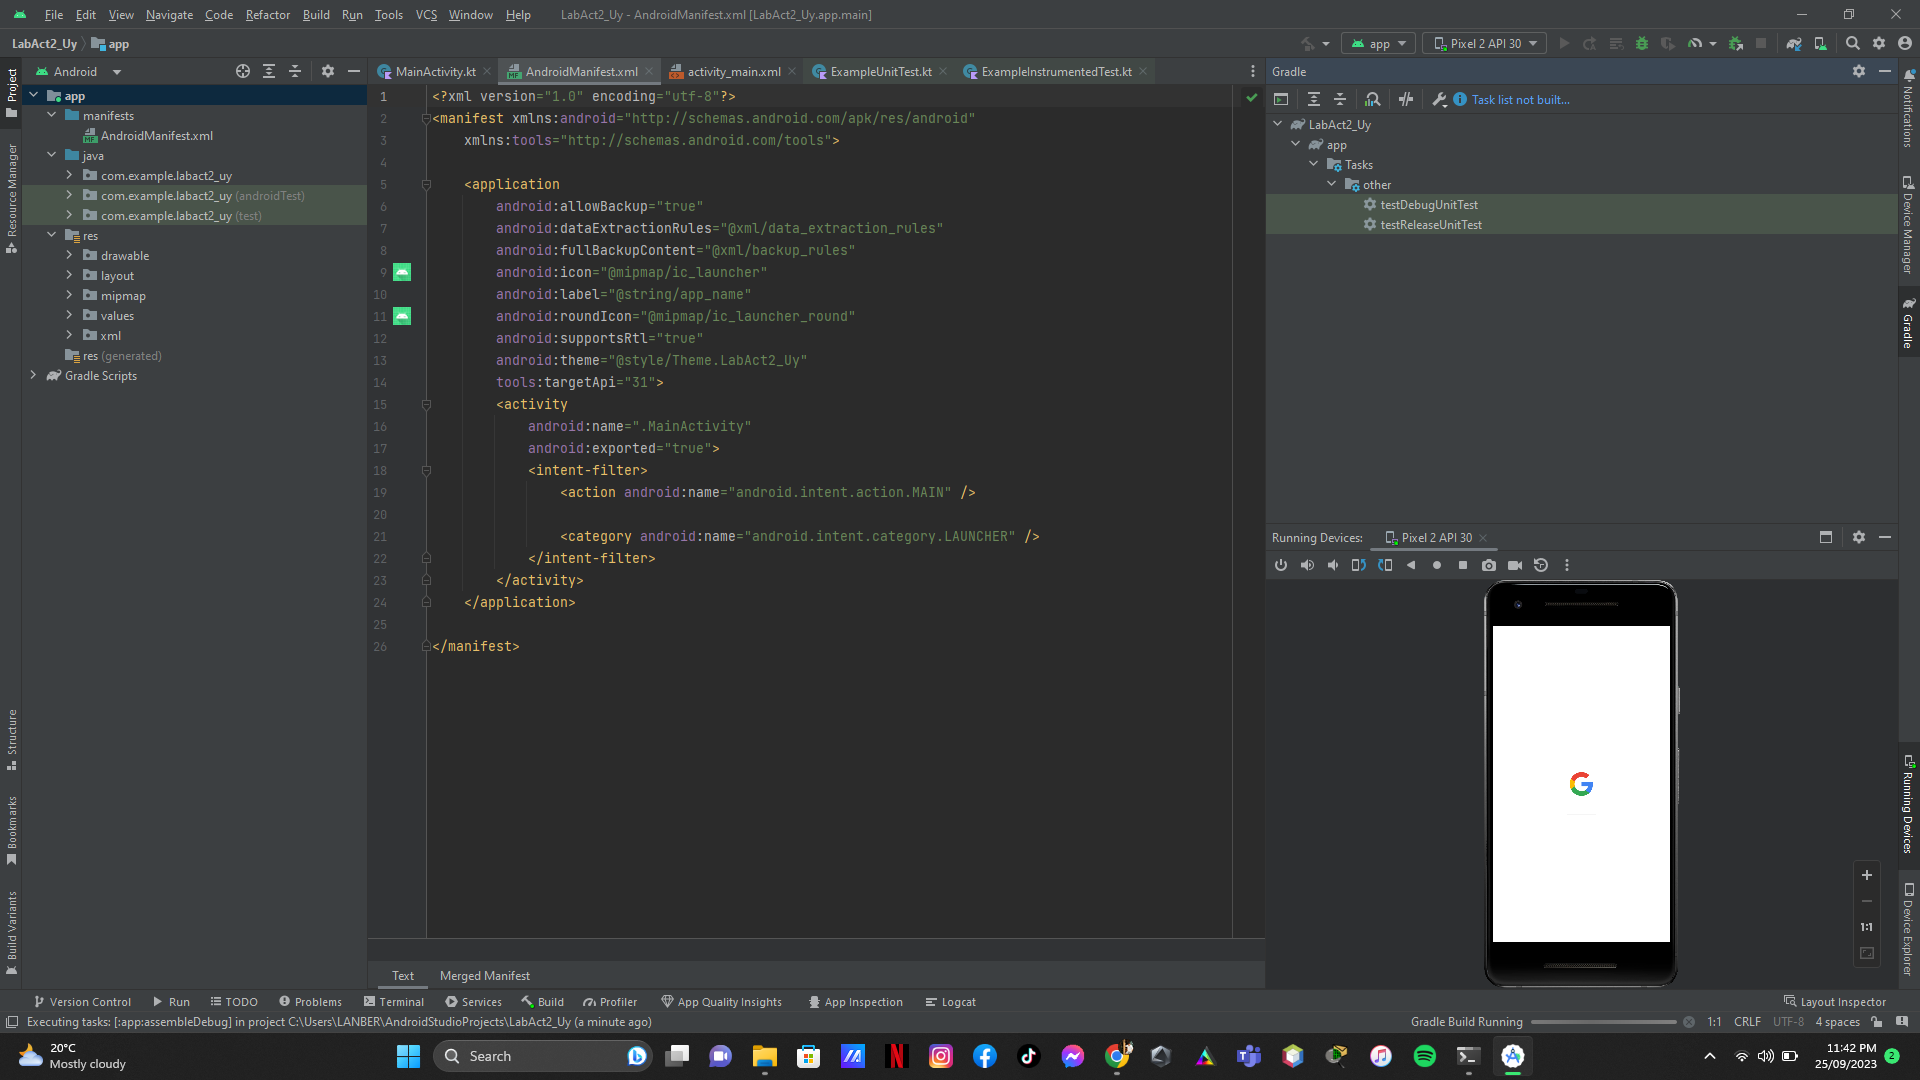 File Edit View Navigate Code Refactor Build Run Tools VCS Window Help LabAct2_Uy - AndroidManifest.xml [LabAct2_Uy.app.main]
LabAct2_Uy app
app Pixel 2 API 30
Project
Resource Manager
Structure
Bookmarks
Build Variants
Android
app
manifests
AndroidManifest.xml
java
com.example.labact2_uy
com.example.labact2_uy (androidTest)
com.example.labact2_uy (test)
res
drawable
layout
mipmap
values
xml
res (generated)
Gradle Scripts
MainActivity.kt AndroidManifest.xml activity_main.xml ExampleUnitTest.kt ExampleInstrumentedTest.kt
1 <?xml version="1.0" encoding="utf-8"?>
2 <manifest xmlns:android="http://schemas.android.com/apk/res/android"
3 xmlns:tools="http://schemas.android.com/tools">
4
5 <application
6 android:allowBackup="true"
7 android:dataExtractionRules="@xml/data_extraction_rules"
8 android:fullBackupContent="@xml/backup_rules"
9 android:icon="@mipmap/ic_launcher"
10 android:label="@string/app_name"
11 android:roundIcon="@mipmap/ic_launcher_round"
12 android:supportsRtl="true"
13 android:theme="@style/Theme.LabAct2_Uy"
14 tools:targetApi="31">
15 <activity
16 android:name=".MainActivity"
17 android:exported="true">
18 <intent-filter>
19 <action android:name="android.intent.action.MAIN" />
20
21 <category android:name="android.intent.category.LAUNCHER" />
22 </intent-filter>
23 </activity>
24 </application>
25
26 </manifest>
Text Merged Manifest
Gradle
Task list not built...
LabAct2_Uy
app
Tasks
other
testDebugUnitTest
testReleaseUnitTest
Running Devices: Pixel 2 API 30
G
1:1
Notifications
Device Manager
Gradle
Running Devices
Device Explorer
Version Control Run TODO Problems Terminal Services Build Profiler App Quality Insights App Inspection Logcat Layout Inspector
Executing tasks: [:app:assembleDebug] in project C:\Users\LANBER\AndroidStudioProjects\LabAct2_Uy (a minute ago) Gradle Build Running 1:1 CRLF UTF-8 4 spaces
20°C
Mostly cloudy
Search
11:42 PM
25/09/2023
2